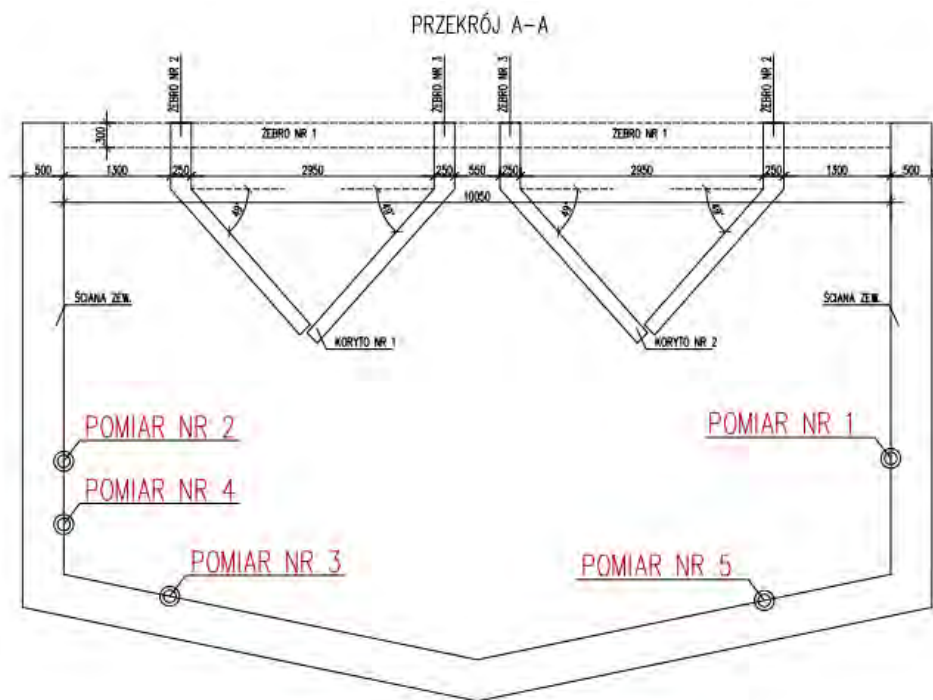 PRZEKRÓJ A-A
ŻEBRO NR 2
ŻEBRO NR 3
ŻEBRO NR 3
ŻEBRO NR 2
300
ŻEBRO NR 1
ŻEBRO NR 1
500 1300 250 2950 250 550 250 2950 250 1300 500
10050
49°
49°
49°
49°
ŚCIANA ZEW.
ŚCIANA ZEW.
KORYTO NR 1
KORYTO NR 2
POMIAR NR 2
POMIAR NR 1
POMIAR NR 4
POMIAR NR 3
POMIAR NR 5